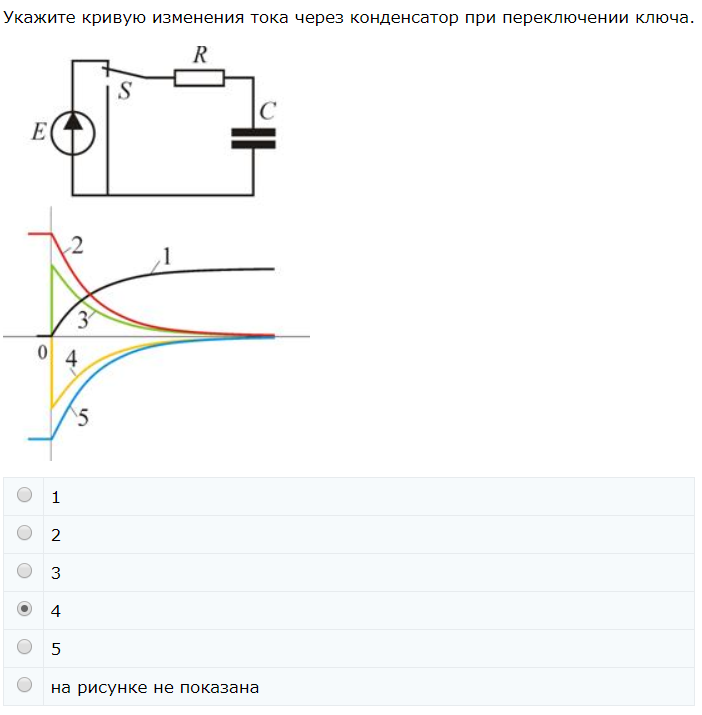 Укажите кривую изменения тока через конденсатор при переключении ключа.
R
S
C
E
2
1
3
0
4
5
1
2
3
4
5
на рисунке не показана